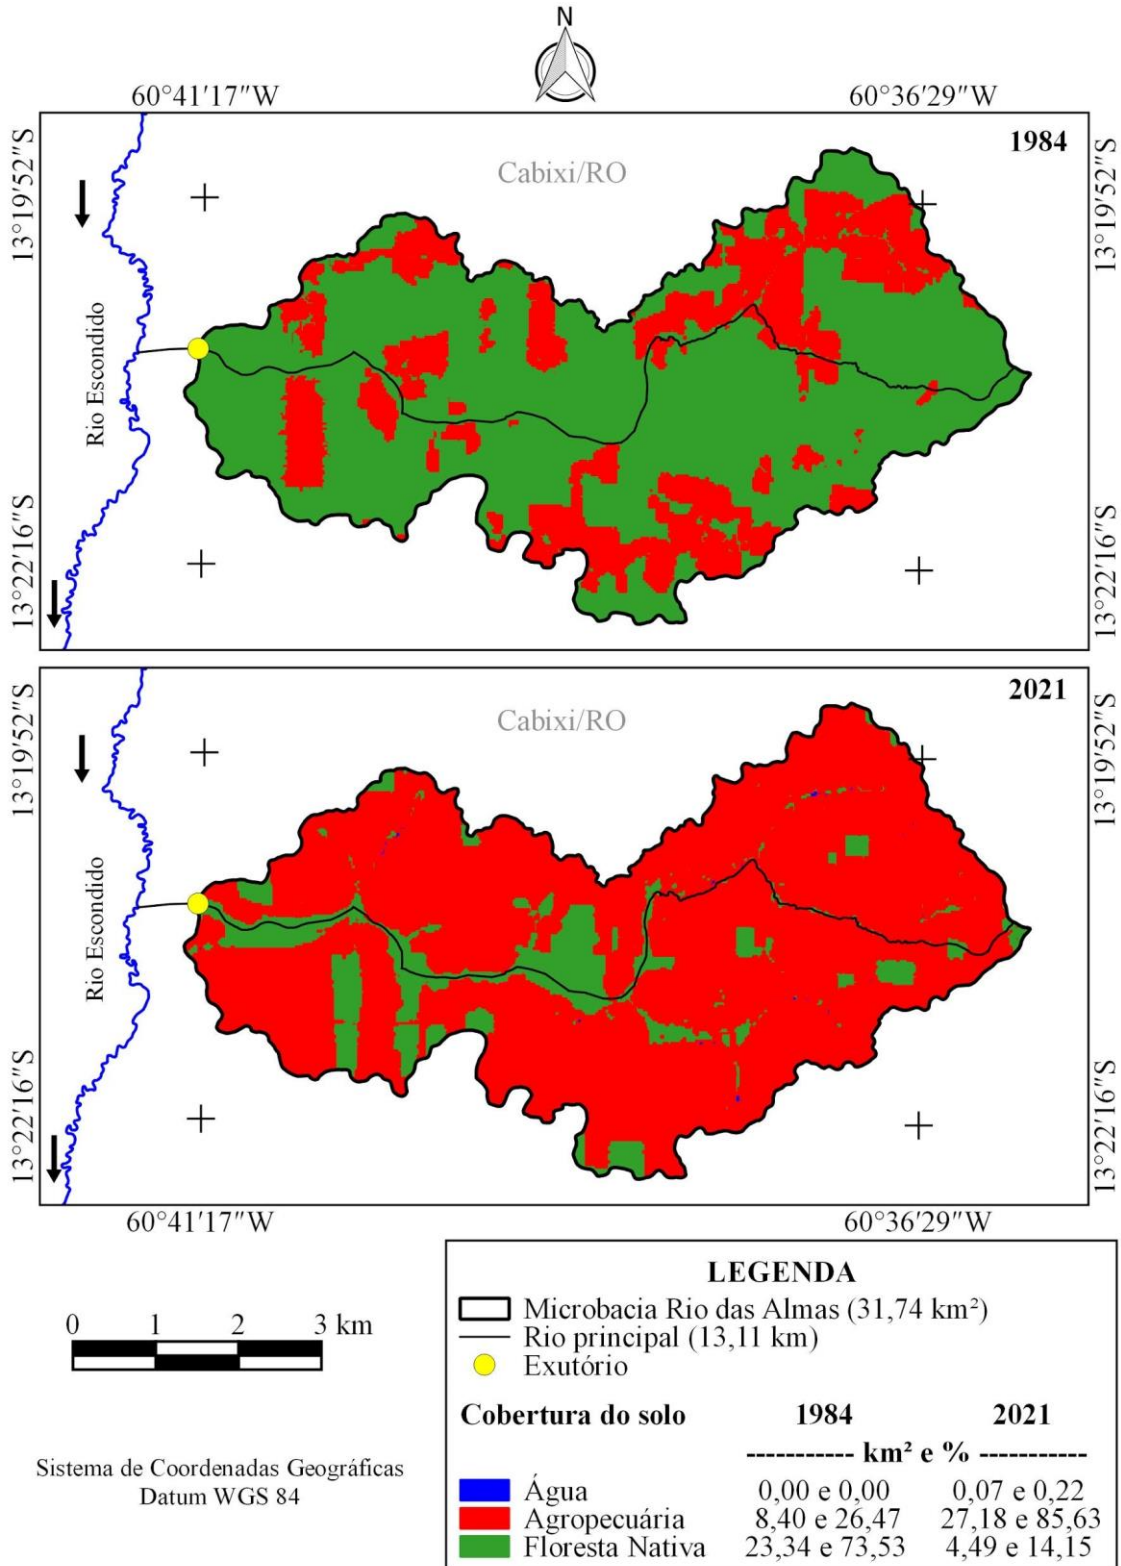 N
60°41'17"W 60°36'29"W
1984
Cabixi/RO
13°19'52"S 13°19'52"S
Rio Escondido
13°22'16"S 13°22'16"S
2021
Cabixi/RO
13°19'52"S 13°19'52"S
Rio Escondido
13°22'16"S 13°22'16"S
60°41'17"W 60°36'29"W
0 1 2 3 km
Sistema de Coordenadas Geográficas
Datum WGS 84
LEGENDA
Microbacia Rio das Almas (31,74 km²)
Rio principal (13,11 km)
Exutório
Cobertura do solo 1984 2021
----------- km² e % -----------
Água 0,00 e 0,00 0,07 e 0,22
Agropecuária 8,40 e 26,47 27,18 e 85,63
Floresta Nativa 23,34 e 73,53 4,49 e 14,15